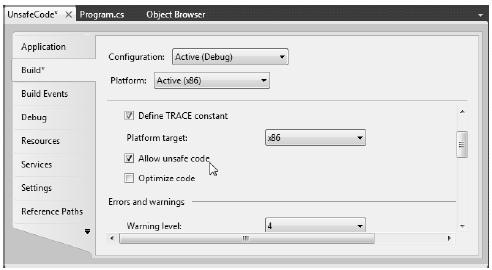 UnsafeCode* Program.cs Object Browser
Application
Build*
Build Events
Debug
Resources
Services
Settings
Reference Paths
Configuration: Active (Debug)
Platform: Active (x86)
Define TRACE constant
Platform target: x86
Allow unsafe code
Optimize code
Errors and warnings
Warning level: 4